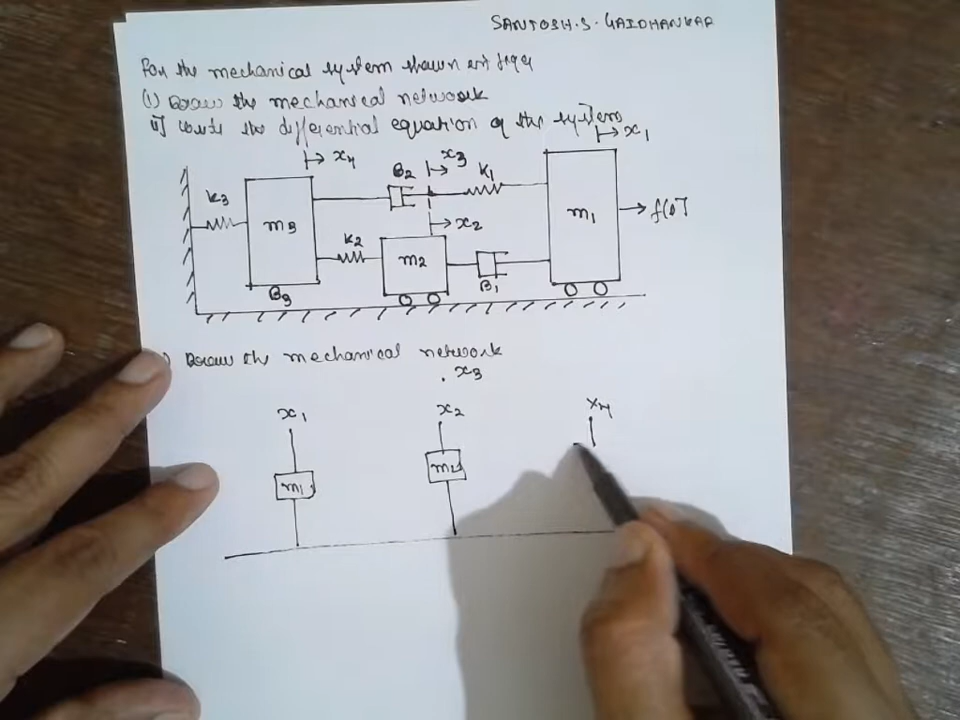 SANTOSH.S. GAIDHANKAR
For the mechanical system shown
(i) Draw the mechanical network
ii] write the differential equation of the system
x4 B2 x3 K1 x1
K3 M3 x2 M1 f(t)
K2 M2 B1
B3
Draw the mechanical network
x3
x1 x2 x4
M1 M2